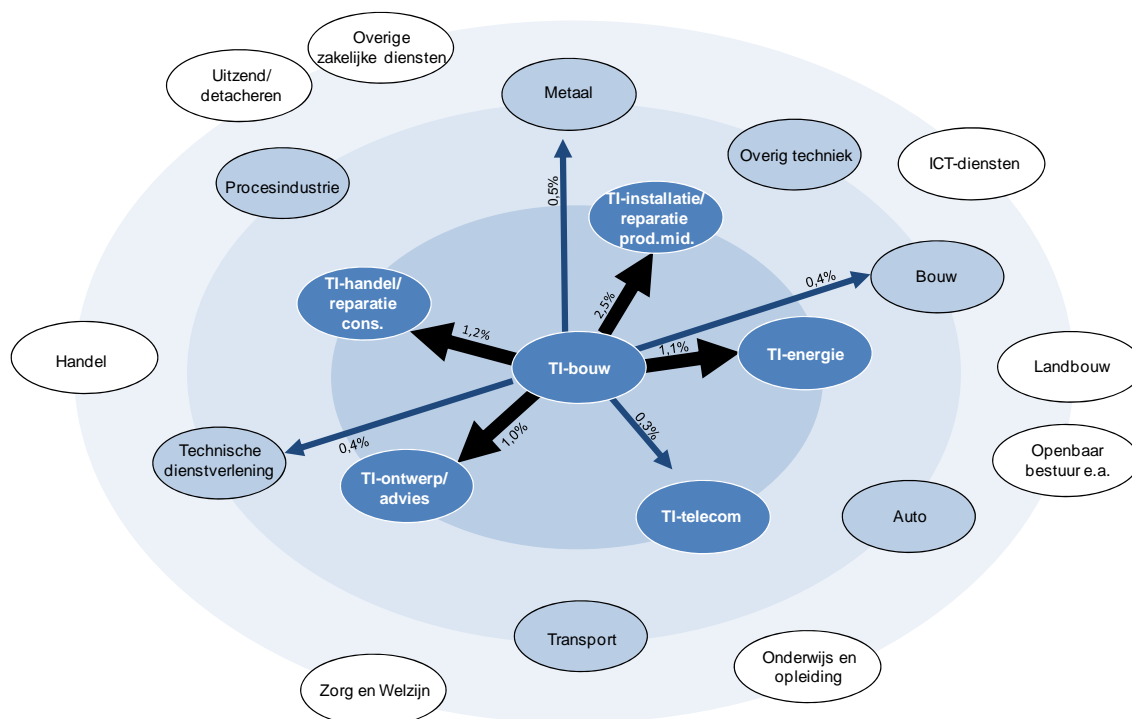 Overige
zakelijke diensten
Uitzend/
detacheren
Metaal
Overig techniek
ICT-diensten
Procesindustrie
0,5%
TI-installatie/
reparatie
prod.mid.
Bouw
0,4%
TI-handel/
reparatie
cons.
2,5%
1,2%
1,1%
TI-energie
Handel
TI-bouw
Landbouw
0,3%
1,0%
0,4%
Technische
dienstverlening
Openbaar
bestuur e.a.
TI-ontwerp/
advies
TI-telecom
Auto
Transport
Onderwijs en
opleiding
Zorg en Welzijn